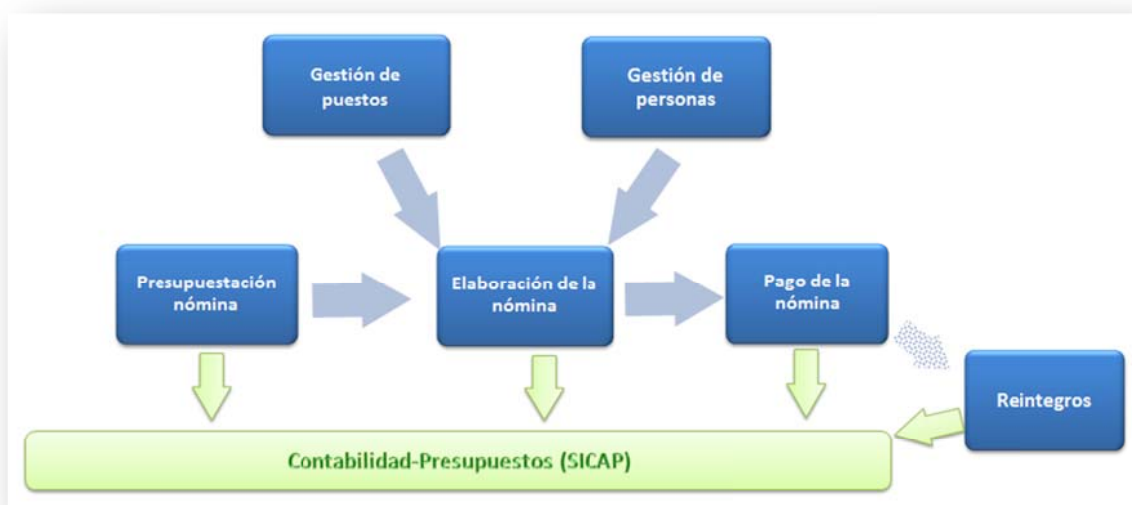 Gestión de
puestos
Gestión de
personas
Presupuestación
nómina
Elaboración de la
nómina
Pago de la
nómina
Reintegros
Contabilidad-Presupuestos (SICAP)